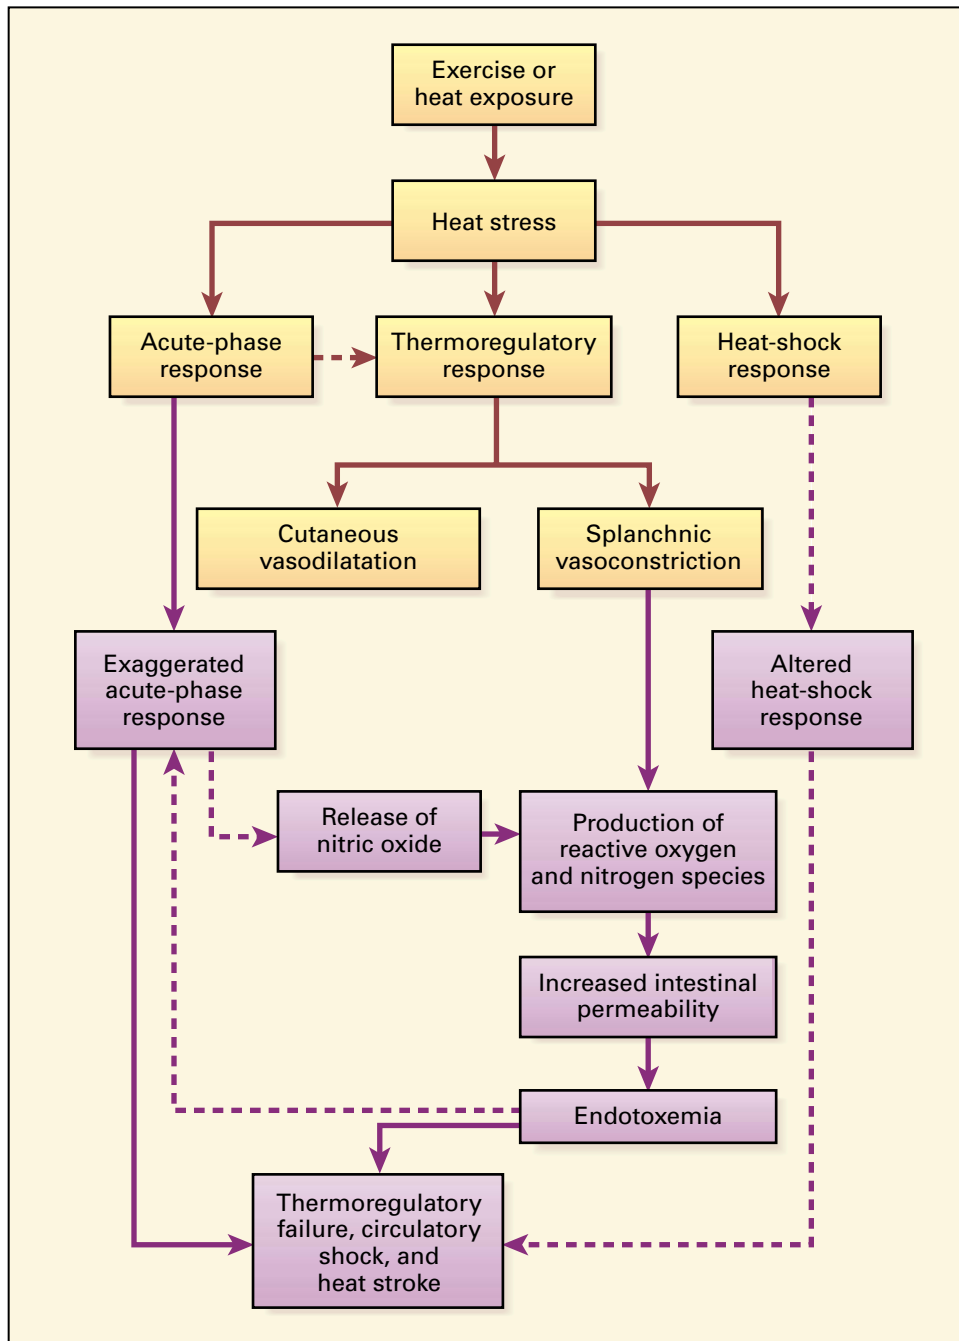 Exercise or
heat exposure
Heat stress
Acute-phase
response
Thermoregulatory
response
Heat-shock
response
Cutaneous
vasodilatation
Splanchnic
vasoconstriction
Exaggerated
acute-phase
response
Altered
heat-shock
response
Release of
nitric oxide
Production of
reactive oxygen
and nitrogen species
Increased intestinal
permeability
Endotoxemia
Thermoregulatory
failure, circulatory
shock, and
heat stroke